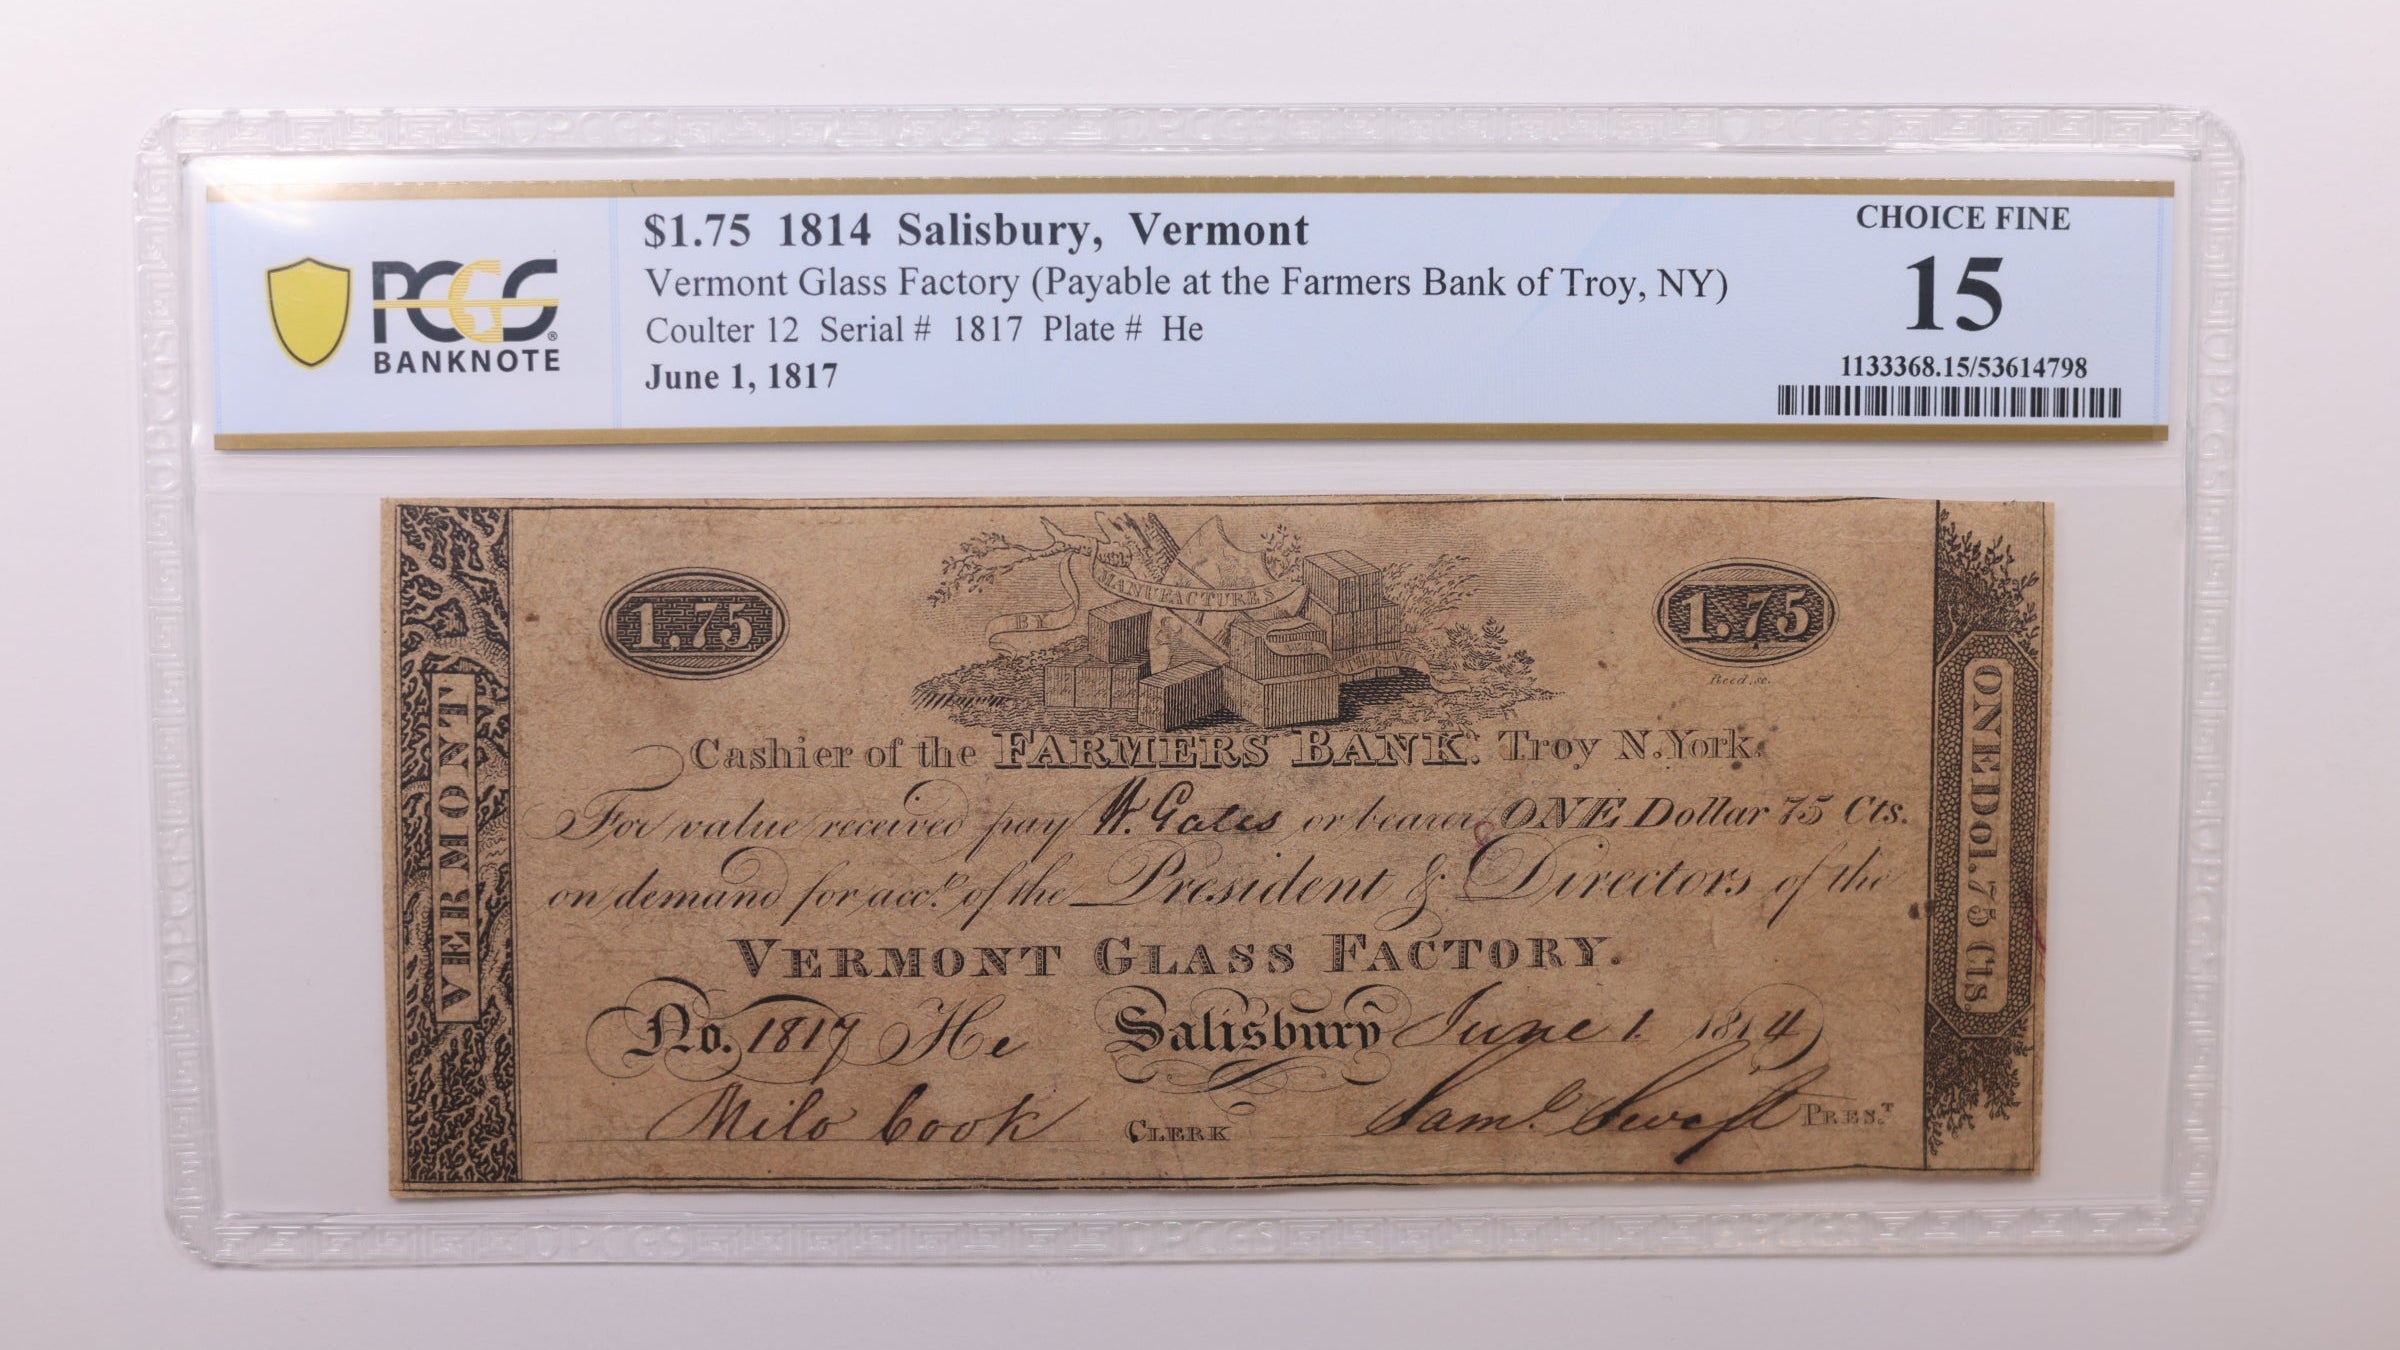 PCGS
BANKNOTE
$1.75 1814 Salisbury, Vermont
Vermont Glass Factory (Payable at the Farmers Bank of Troy, NY)
Coulter 12 Serial # 1817 Plate # He
June 1, 1817
CHOICE FINE
15
1133368.15/53614798
VERMONT
1.75
BY MANUFACTURES WE THRIVE
1.75
Reed. sc.
Cashier of the FARMERS BANK. Troy N. York.
For value received pay W. Gates or bearer ONE Dollar 75 Cts.
on demand for acct. of the President & Directors of the
VERMONT GLASS FACTORY.
No. 1817 He Salisbury June 1. 1814
Milo Cook CLERK Saml. Swift PREST.
ONE Dol. 75 Cts.